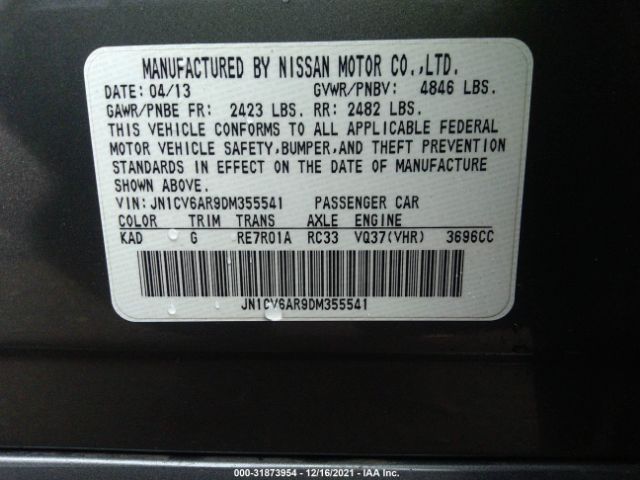 MANUFACTURED BY NISSAN MOTOR CO.,LTD.
DATE: 04/13 GVWR/PNBV: 4846 LBS.
GAWR/PNBE FR: 2423 LBS. RR: 2482 LBS.
THIS VEHICLE CONFORMS TO ALL APPLICABLE FEDERAL
MOTOR VEHICLE SAFETY,BUMPER,AND THEFT PREVENTION
STANDARDS IN EFFECT ON THE DATE OF MANUFACTURE
SHOWN ABOVE.
VIN: JN1CV6AR9DM355541 PASSENGER CAR
COLOR TRIM TRANS AXLE ENGINE
KAD G RE7R01A RC33 VQ37(VHR) 3696CC
JN1CV6AR9DM355541
000-31873954 - 12/16/2021 - IAA Inc.